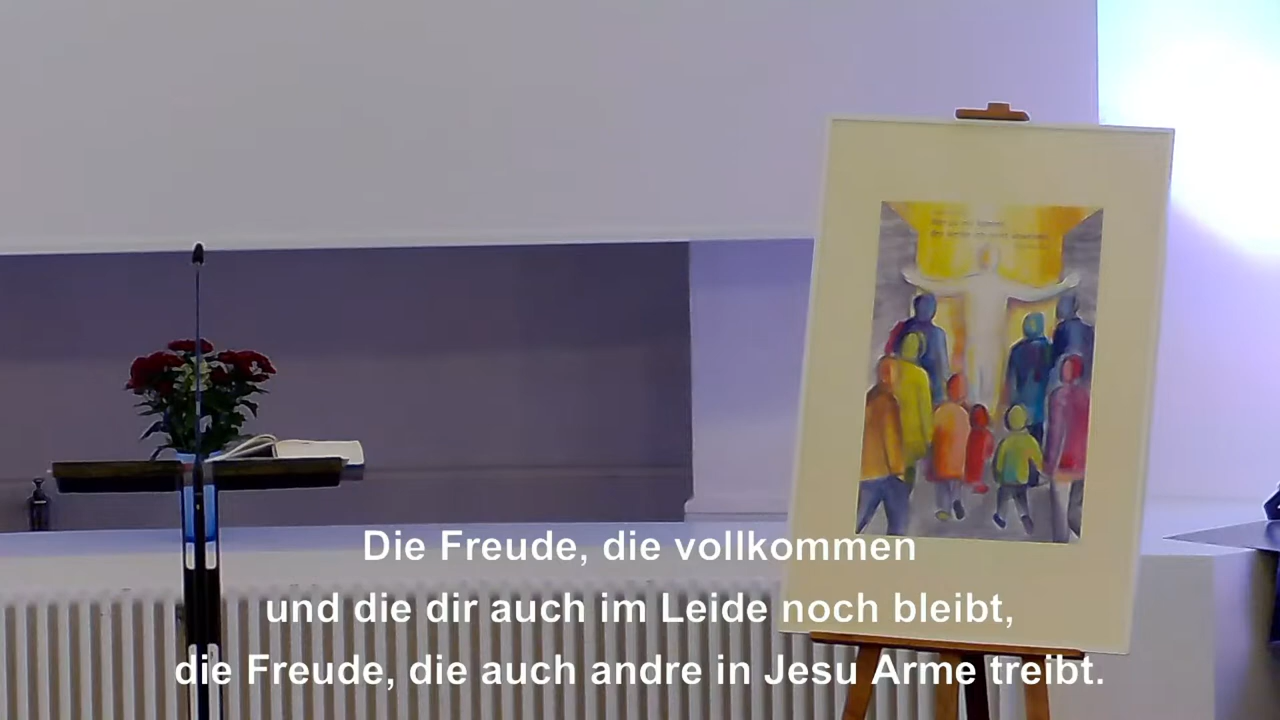 Die Freude, die vollkommen
und die dir auch im Leide noch bleibt,
die Freude, die auch andre in Jesu Arme treibt.